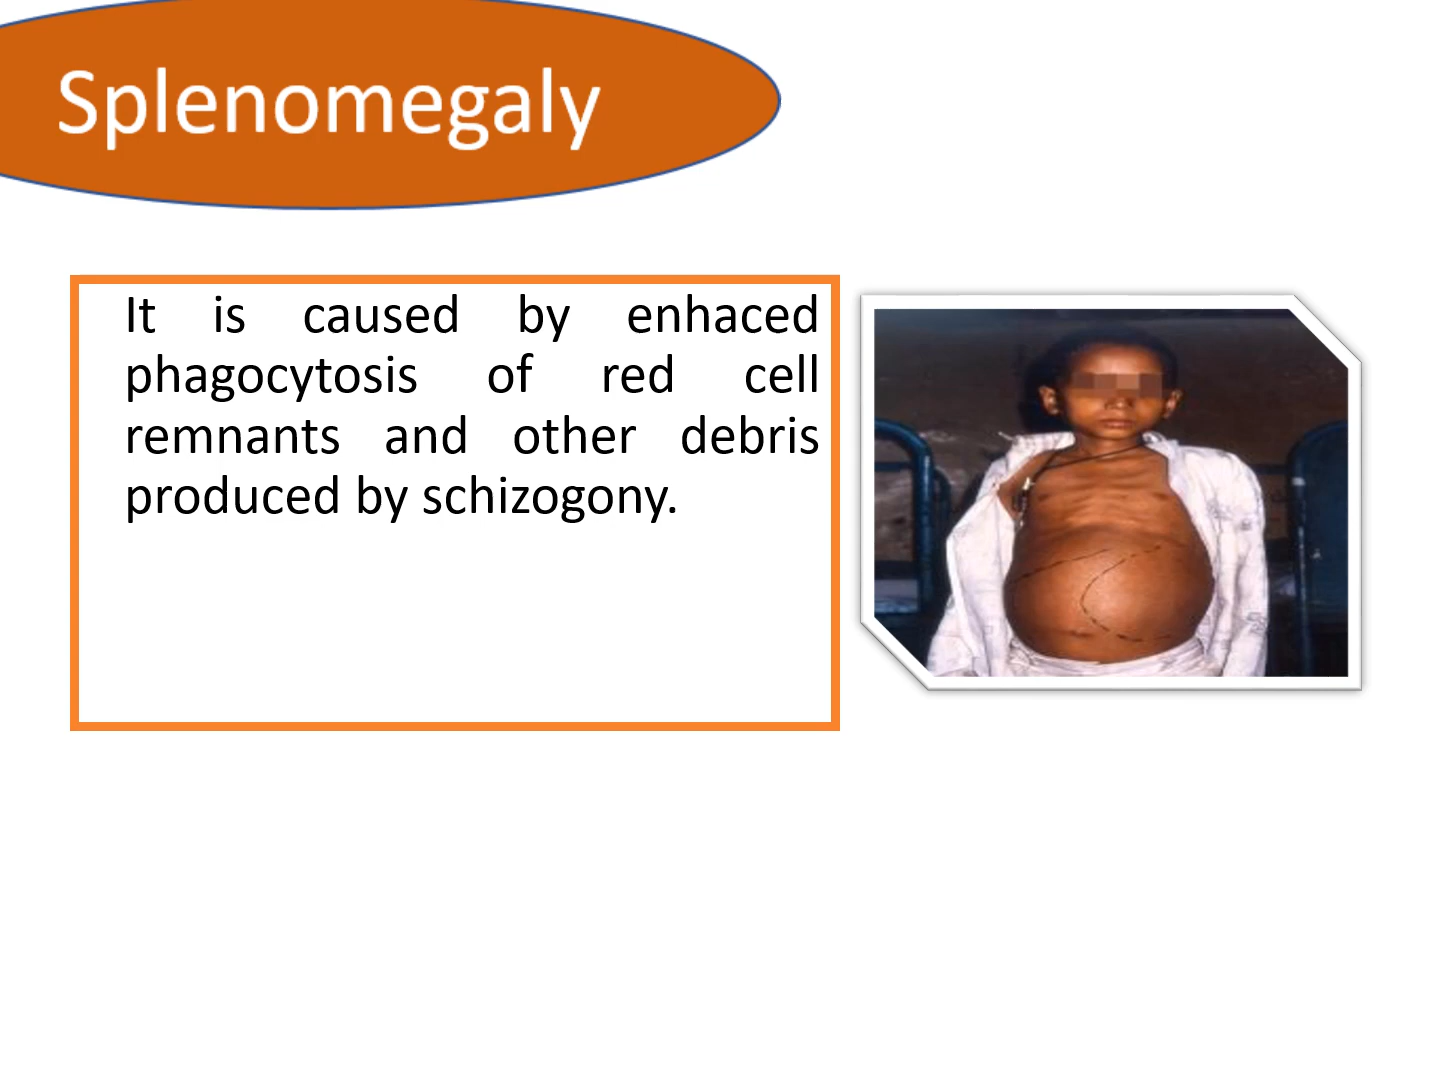 Splenomegaly
It is caused by enhaced
phagocytosis of red cell
remnants and other debris
produced by schizogony.